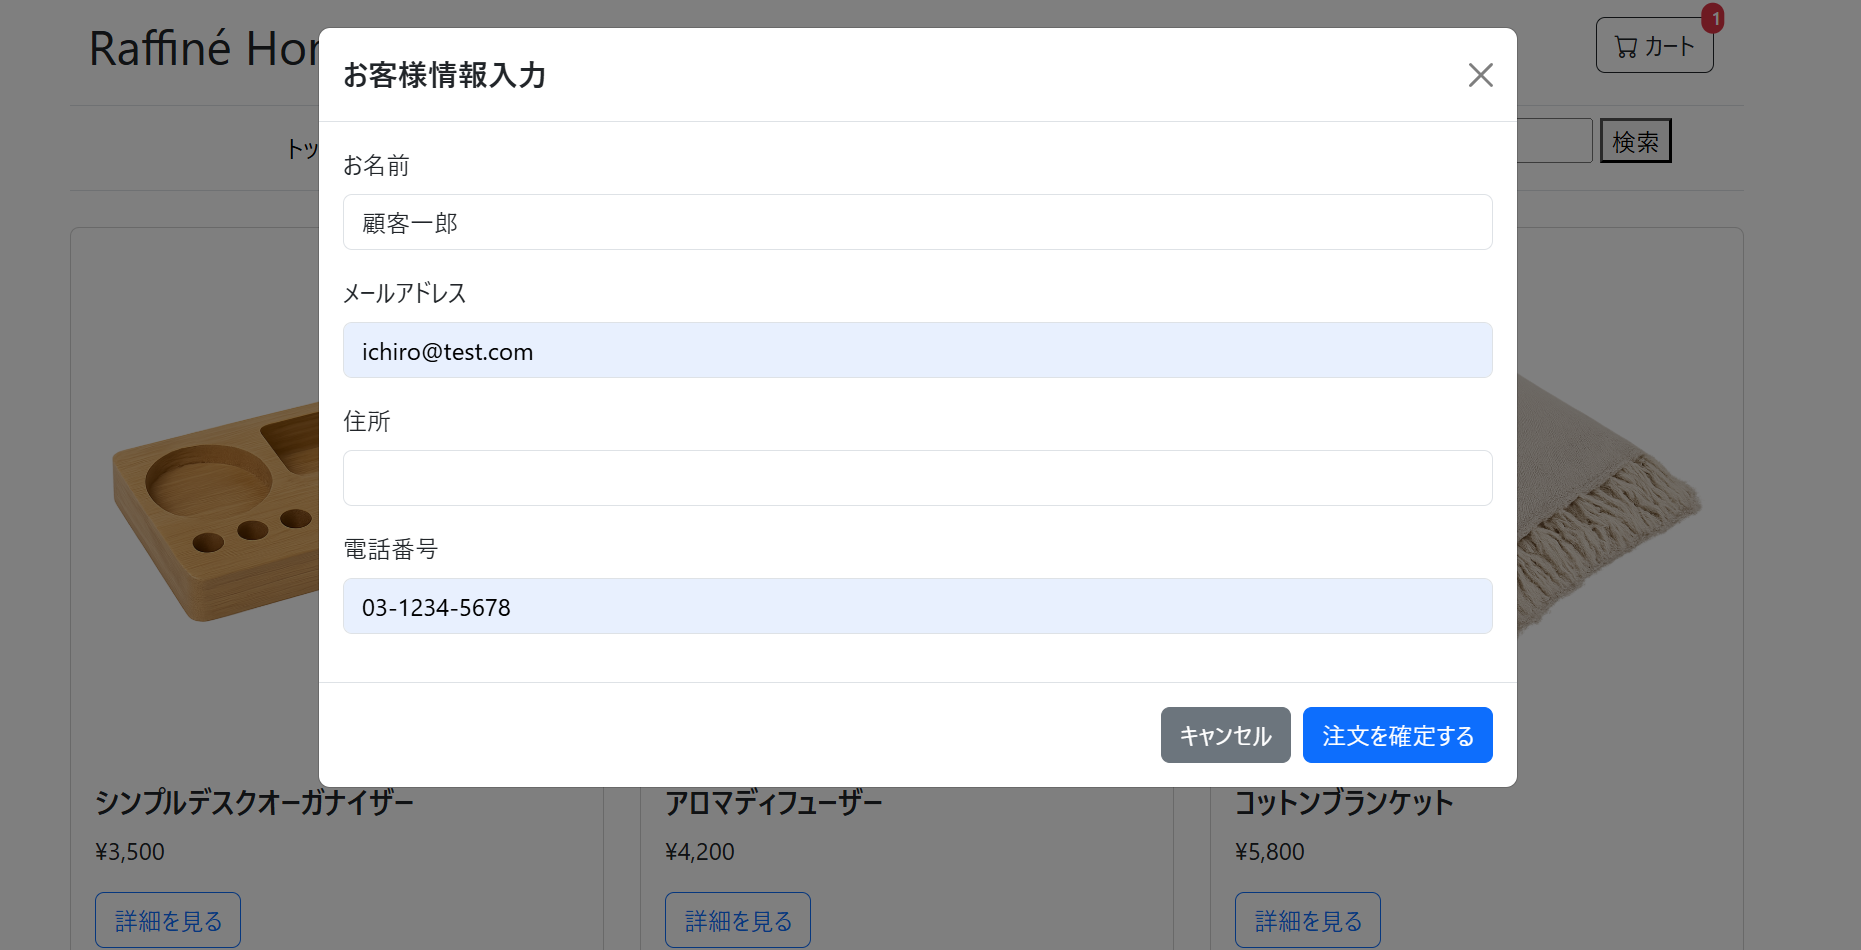 Raffiné Hor
1
カート
トッ
検索
お客様情報入力
お名前
顧客一郎
メールアドレス
ichiro@test.com
住所
電話番号
03-1234-5678
キャンセル
注文を確定する
シンプルデスクオーガナイザー
¥3,500
詳細を見る
アロマディフューザー
¥4,200
詳細を見る
コットンブランケット
¥5,800
詳細を見る